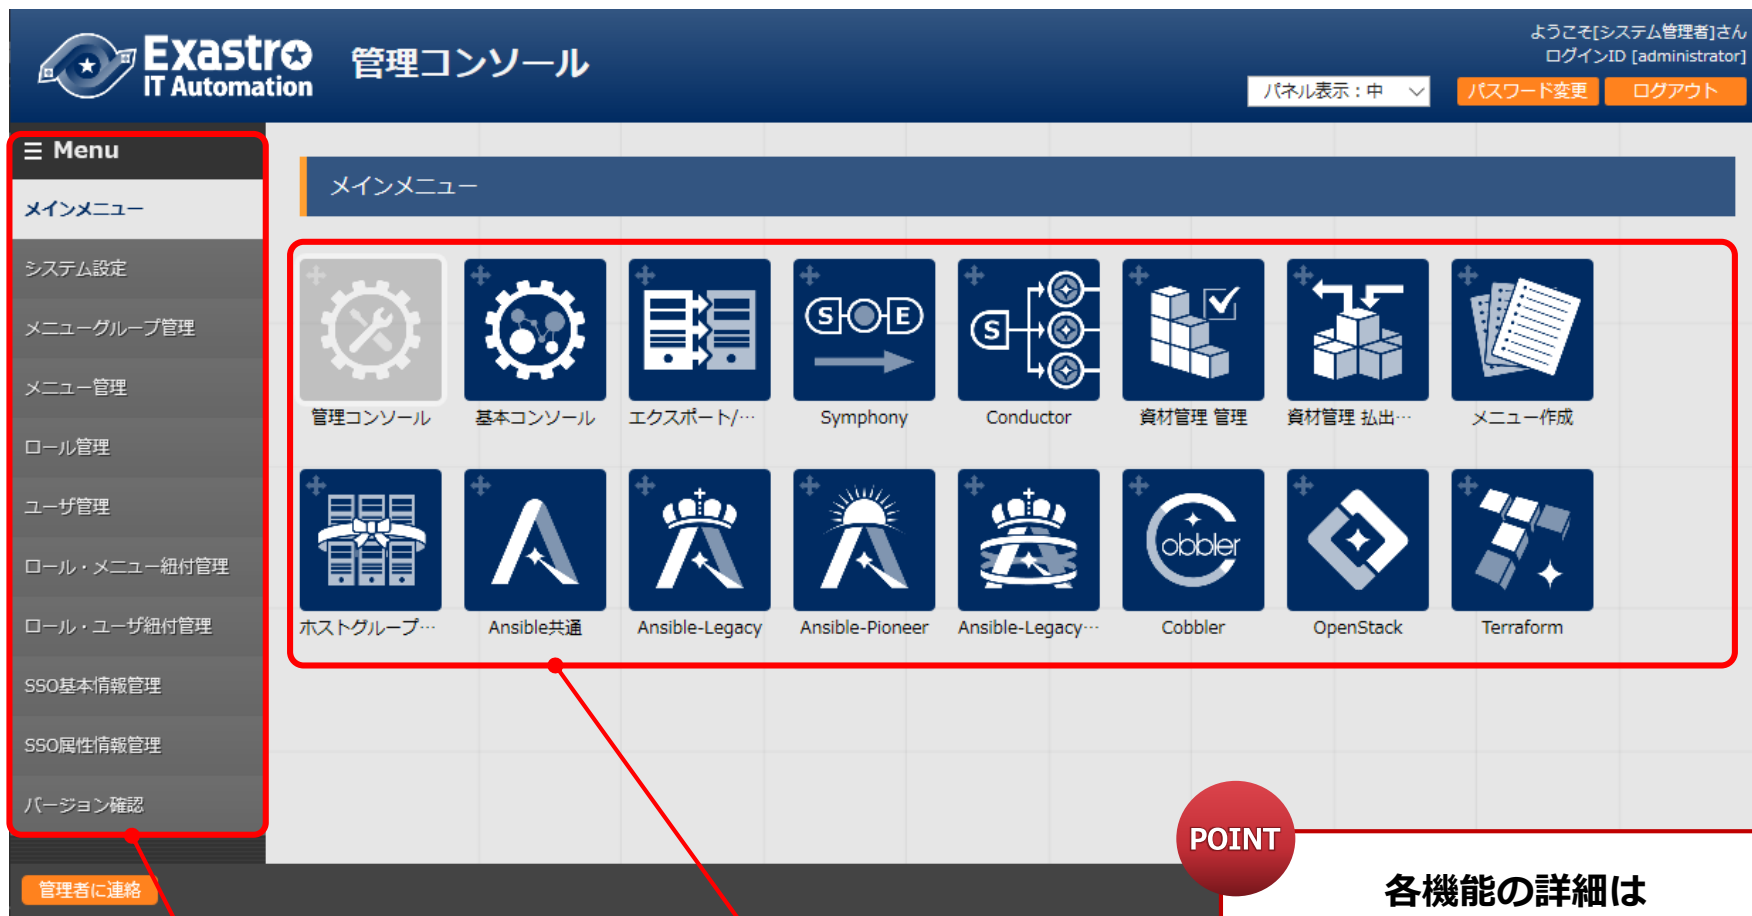 Exastro
IT Automation
管理コンソール
ようこそ[システム管理者]さん
ログインID [administrator]
パネル表示：中
パスワード変更
ログアウト
Menu
メインメニュー
システム設定
メニューグループ管理
メニュー管理
ロール管理
ユーザ管理
ロール・メニュー紐付管理
ロール・ユーザ紐付管理
SSO基本情報管理
SSO属性情報管理
バージョン確認
管理者に連絡
メインメニュー
S E
S
管理コンソール
基本コンソール
エクスポート/…
Symphony
Conductor
資材管理 管理
資材管理 払出…
メニュー作成
obbler
ホストグループ…
Ansible共通
Ansible-Legacy
Ansible-Pioneer
Ansible-Legacy…
Cobbler
OpenStack
Terraform
POINT
各機能の詳細は